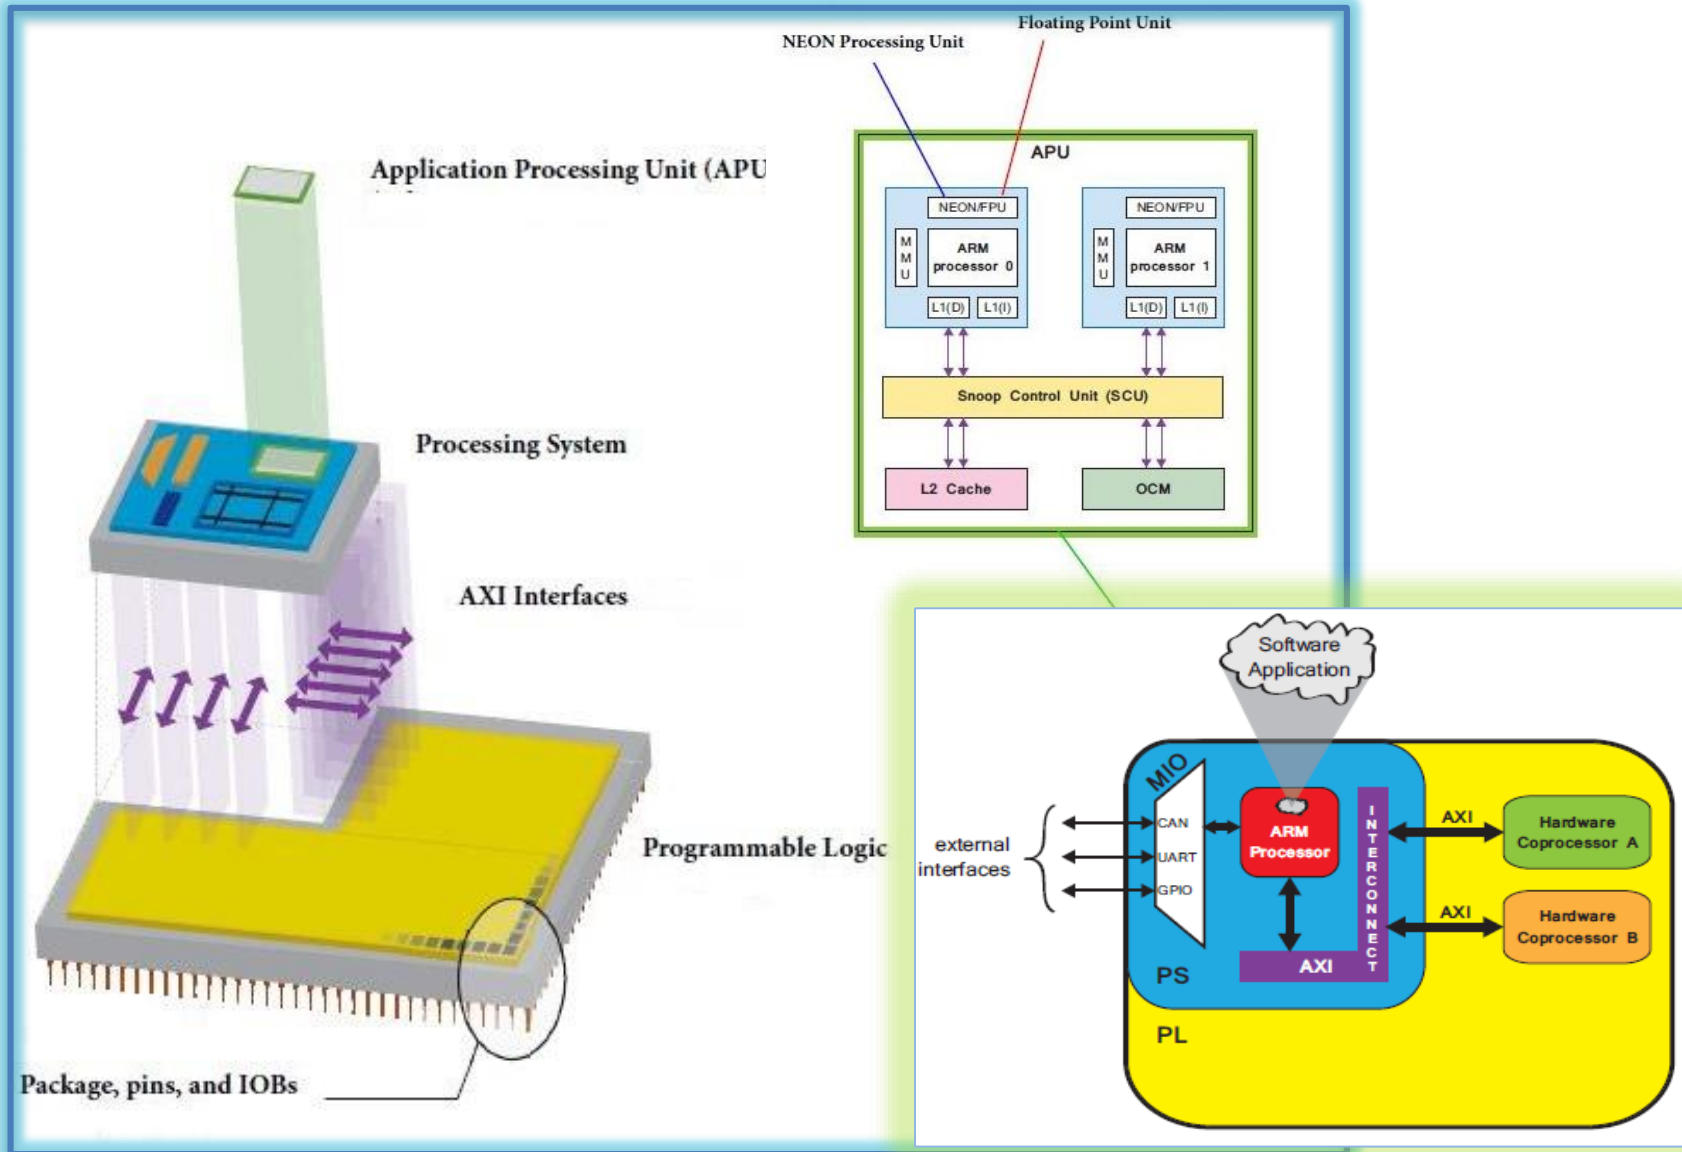 Floating Point Unit
NEON Processing Unit
Application Processing Unit (APU
APU
NEON/FPU
NEON/FPU
MMU
ARM
processor 0
MMU
ARM
processor 1
L1(D)
L1(I)
L1(D)
L1(I)
Snoop Control Unit (SCU)
L2 Cache
OCM
Processing System
AXI Interfaces
Programmable Logic
Package, pins, and IOBs
Software
Application
MIO
CAN
UART
GPIO
external
interfaces
ARM
Processor
INTERCONNECT
AXI
AXI
AXI
Hardware
Coprocessor A
Hardware
Coprocessor B
PS
PL